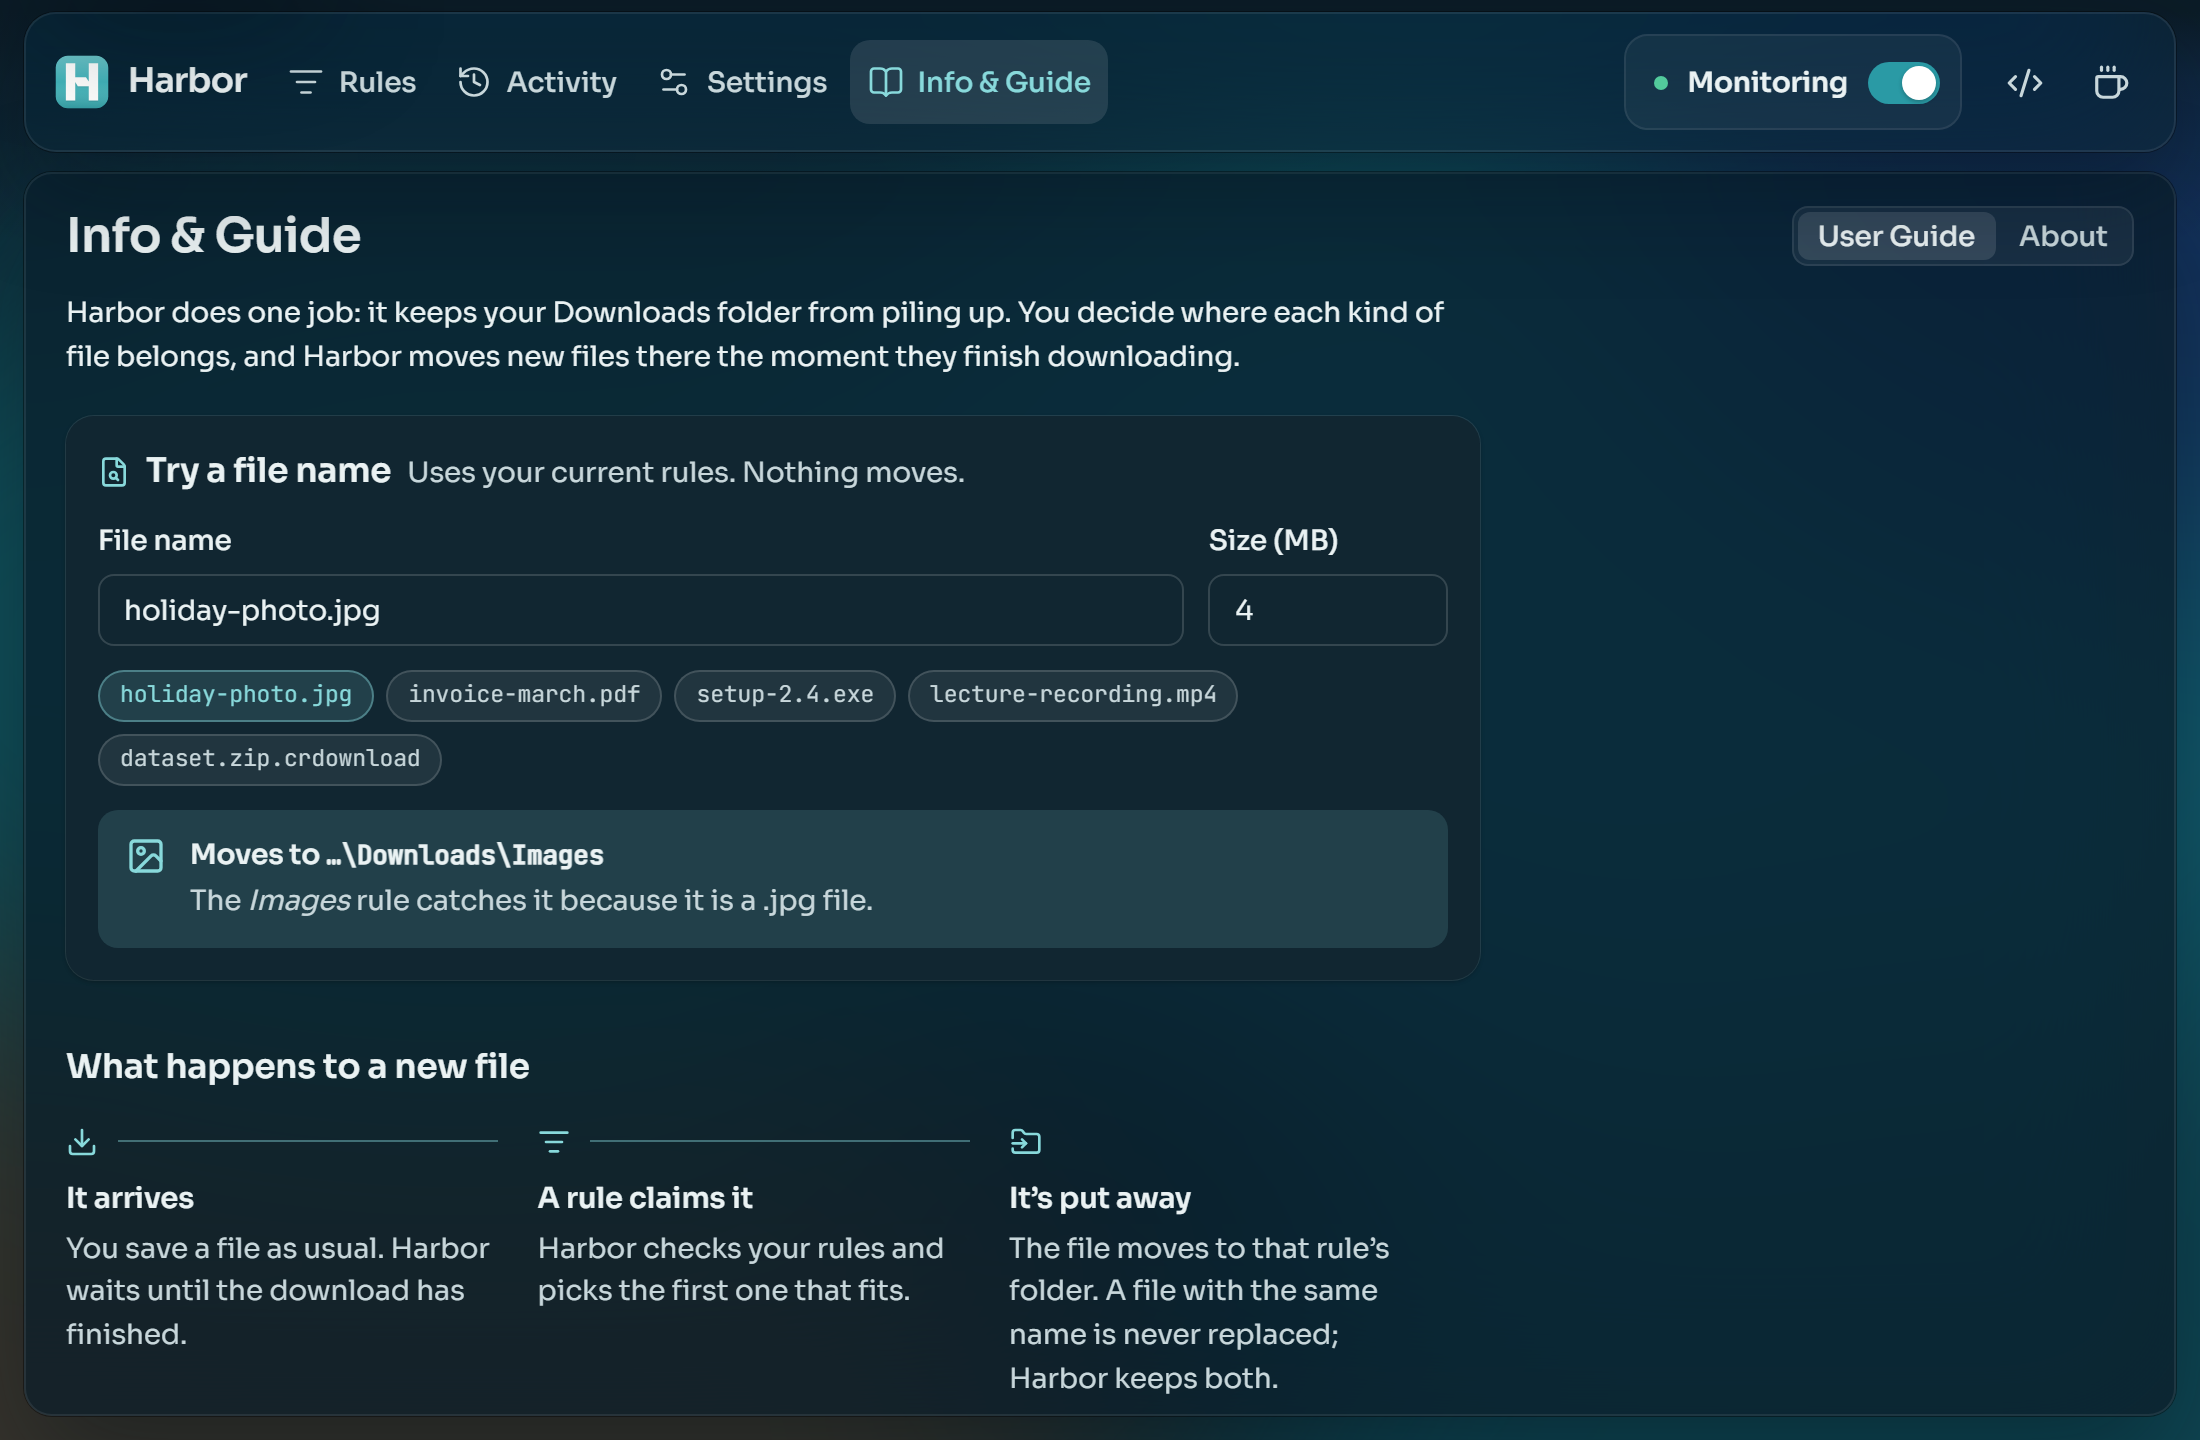 Harbor
Rules
Activity
Settings
Info & Guide
Monitoring
Info & Guide
User Guide
About
Harbor does one job: it keeps your Downloads folder from piling up. You decide where each kind of
file belongs, and Harbor moves new files there the moment they finish downloading.
Try a file name Uses your current rules. Nothing moves.
File name
Size (MB)
holiday-photo.jpg
4
holiday-photo.jpg
invoice-march.pdf
setup-2.4.exe
lecture-recording.mp4
dataset.zip.crdownload
Moves to …\Downloads\Images
The Images rule catches it because it is a .jpg file.
What happens to a new file
It arrives
You save a file as usual. Harbor
waits until the download has
finished.
A rule claims it
Harbor checks your rules and
picks the first one that fits.
It’s put away
The file moves to that rule’s
folder. A file with the same
name is never replaced;
Harbor keeps both.